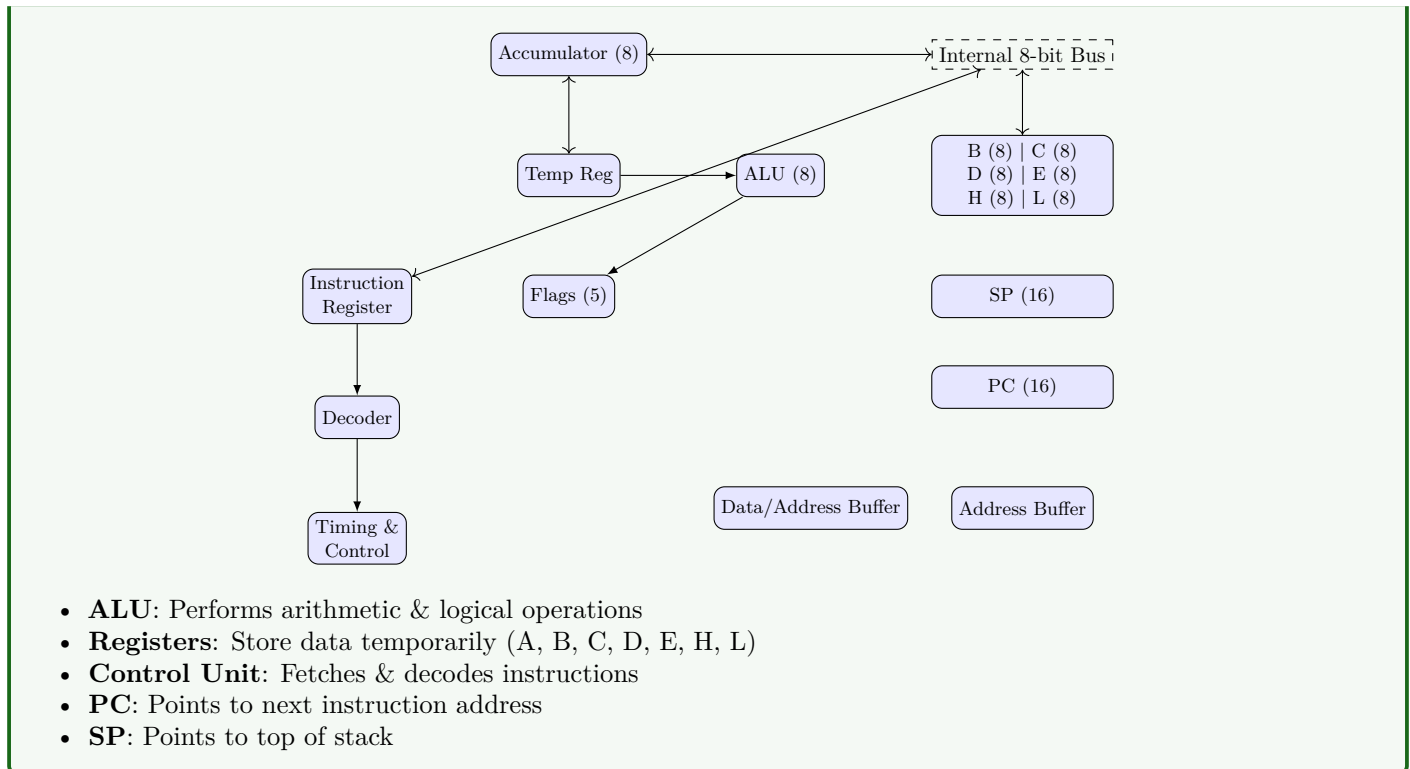 Accumulator (8)
Internal 8-bit Bus
Temp Reg
ALU (8)
B (8) | C (8)
D (8) | E (8)
H (8) | L (8)
Instruction
Register
Flags (5)
SP (16)
PC (16)
Decoder
Data/Address Buffer
Address Buffer
Timing &
Control
• ALU: Performs arithmetic & logical operations
• Registers: Store data temporarily (A, B, C, D, E, H, L)
• Control Unit: Fetches & decodes instructions
• PC: Points to next instruction address
• SP: Points to top of stack